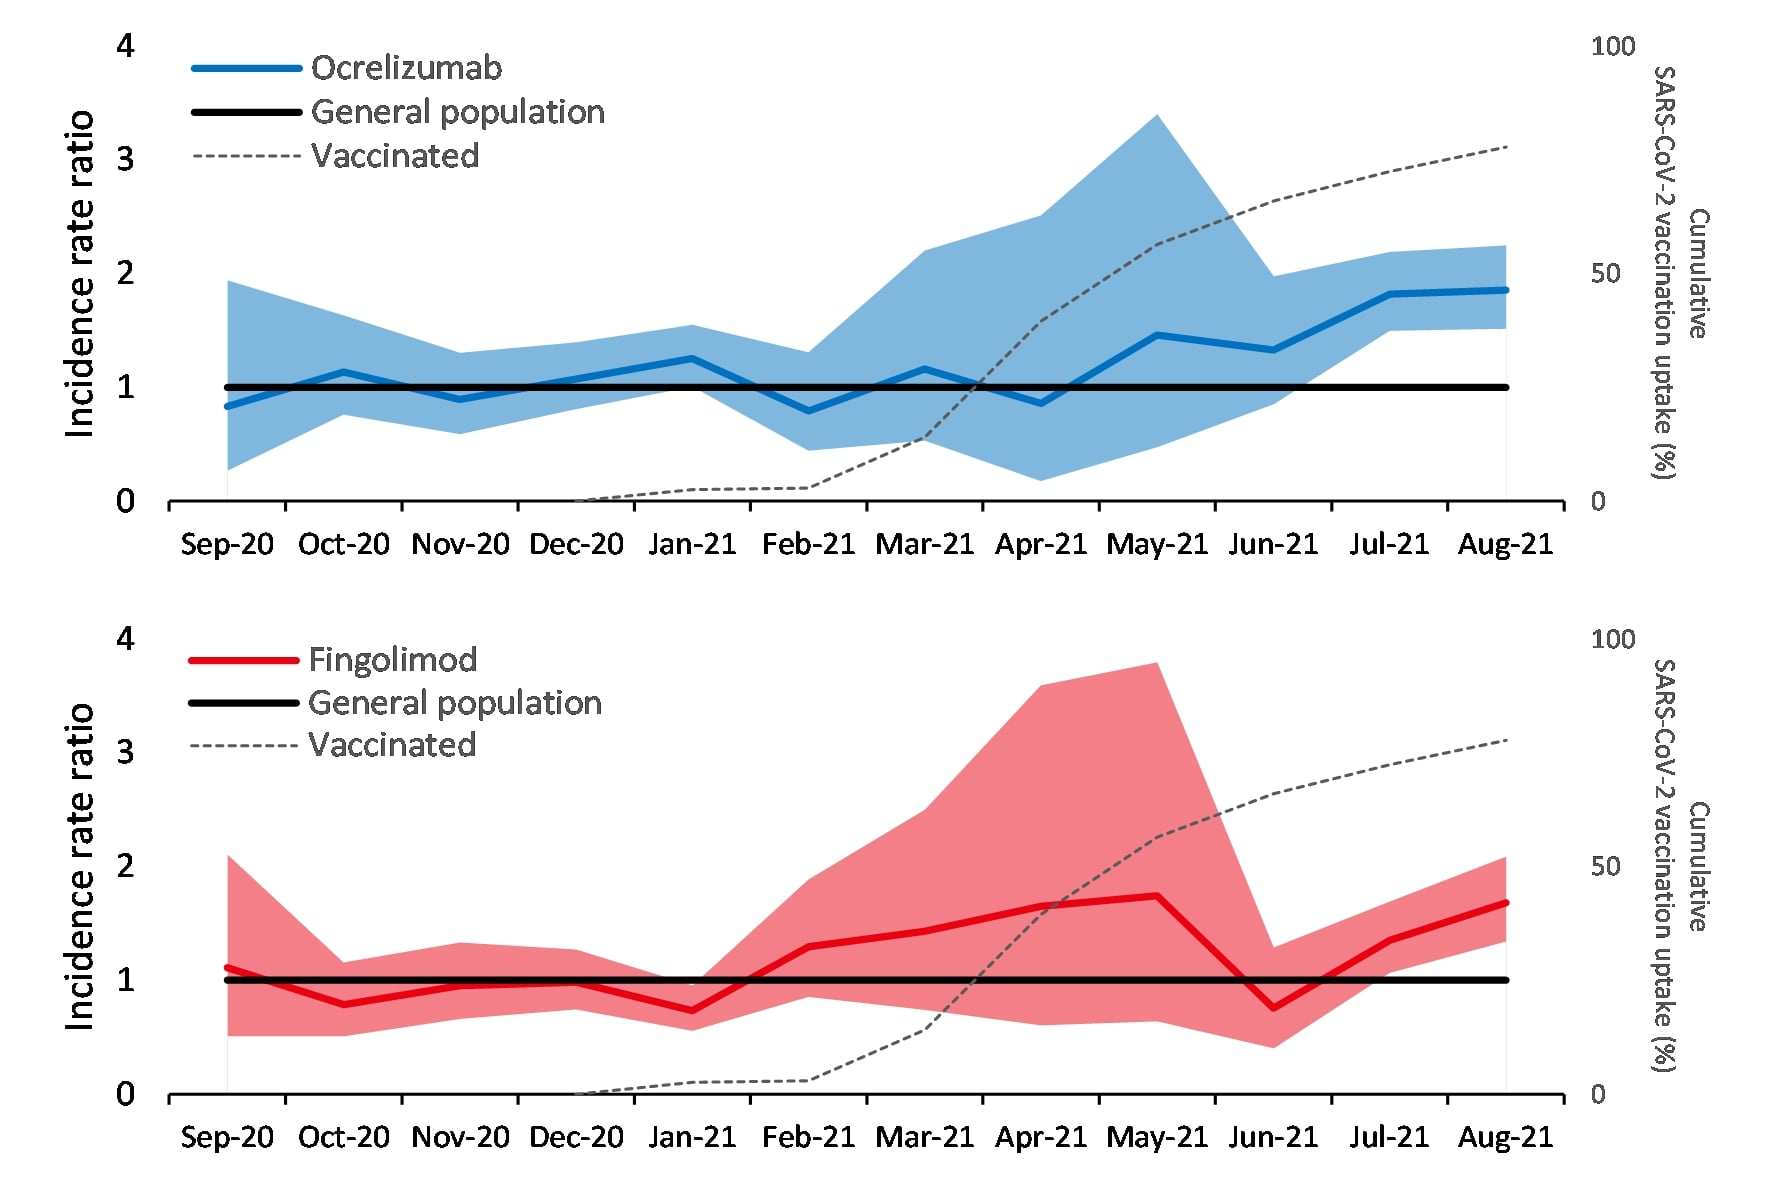 4
3
2
1
0
Incidence rate ratio
Ocrelizumab
General population
Vaccinated
100
50
0
Cumulative
SARS-CoV-2 vaccination uptake (%)
Sep-20 Oct-20 Nov-20 Dec-20 Jan-21 Feb-21 Mar-21 Apr-21 May-21 Jun-21 Jul-21 Aug-21
4
3
2
1
0
Incidence rate ratio
Fingolimod
General population
Vaccinated
100
50
0
Cumulative
SARS-CoV-2 vaccination uptake (%)
Sep-20 Oct-20 Nov-20 Dec-20 Jan-21 Feb-21 Mar-21 Apr-21 May-21 Jun-21 Jul-21 Aug-21